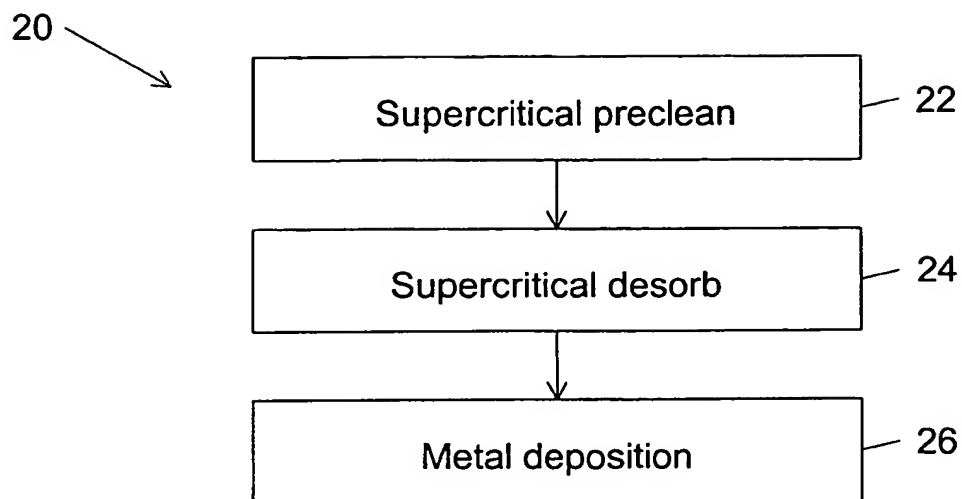 20
Supercritical preclean
22
Supercritical desorb
24
Metal deposition
26